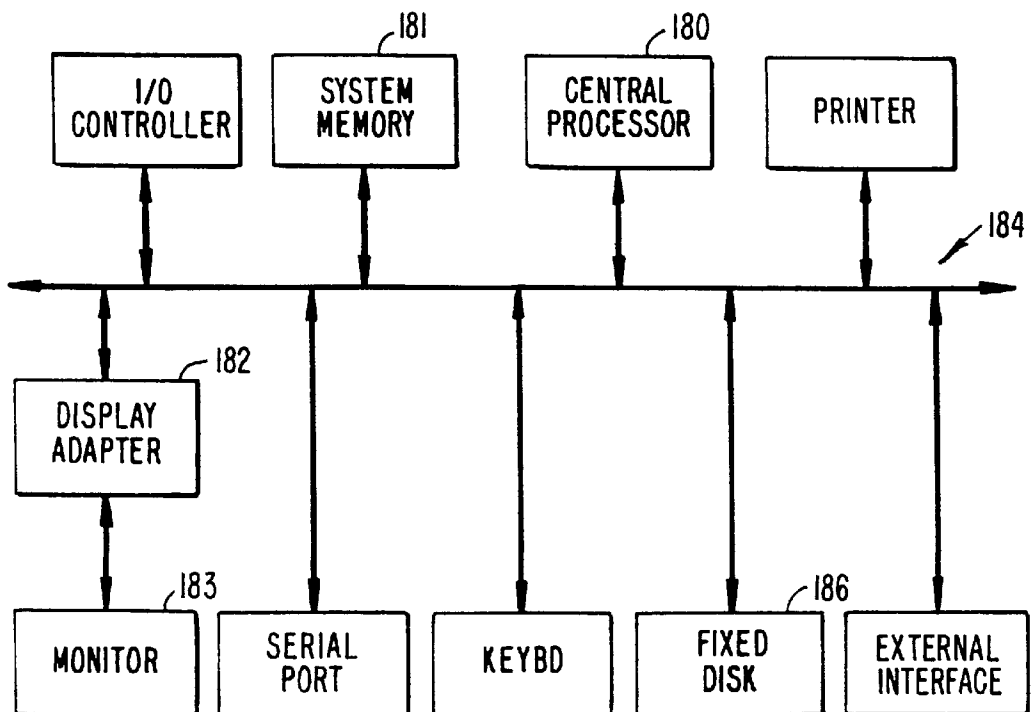 181
180
I/O
CONTROLLER
SYSTEM
MEMORY
CENTRAL
PROCESSOR
PRINTER
184
182
DISPLAY
ADAPTER
183
186
MONITOR
SERIAL
PORT
KEYBD
FIXED
DISK
EXTERNAL
INTERFACE